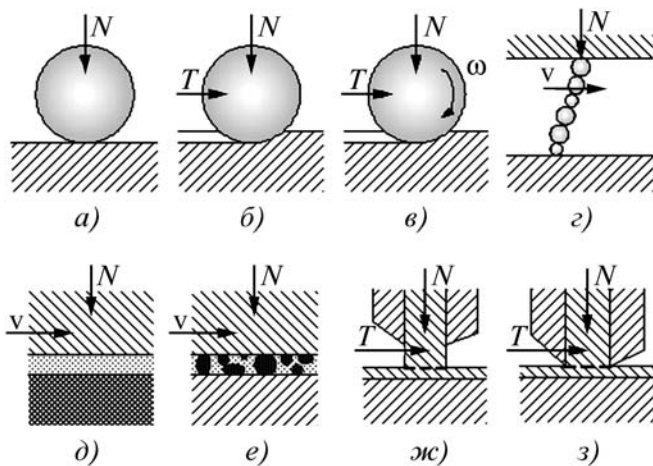 N N N N
T T ω v
а) б) в) г)
N N N N
v v T T
д) е) ж) з)